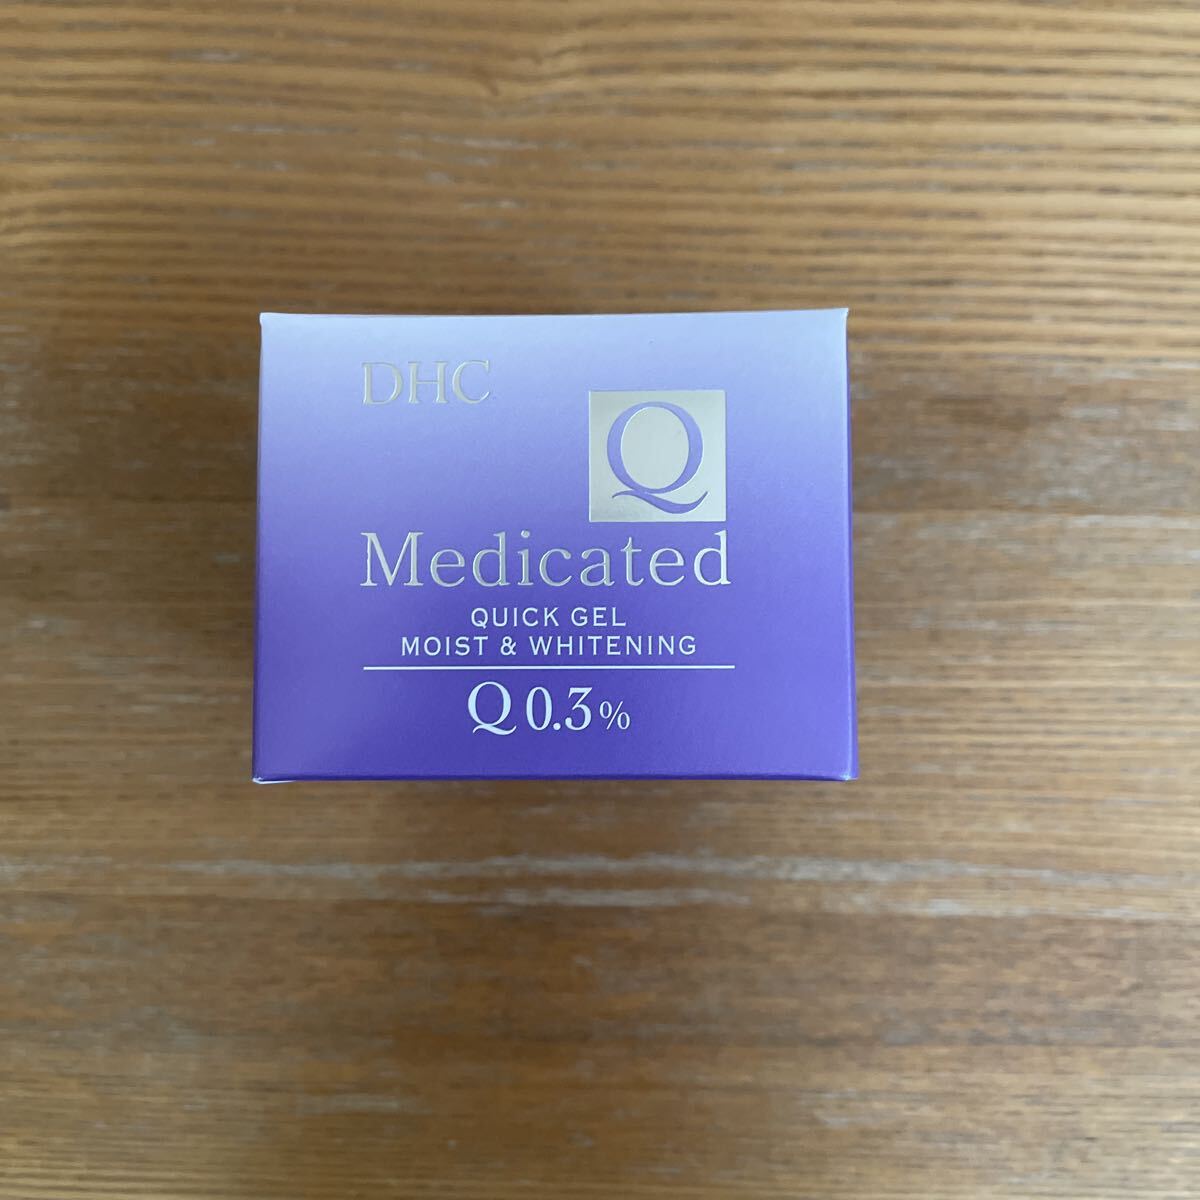 DHC
Q
Medicated
QUICK GEL
MOIST & WHITENING
Q 0.3%